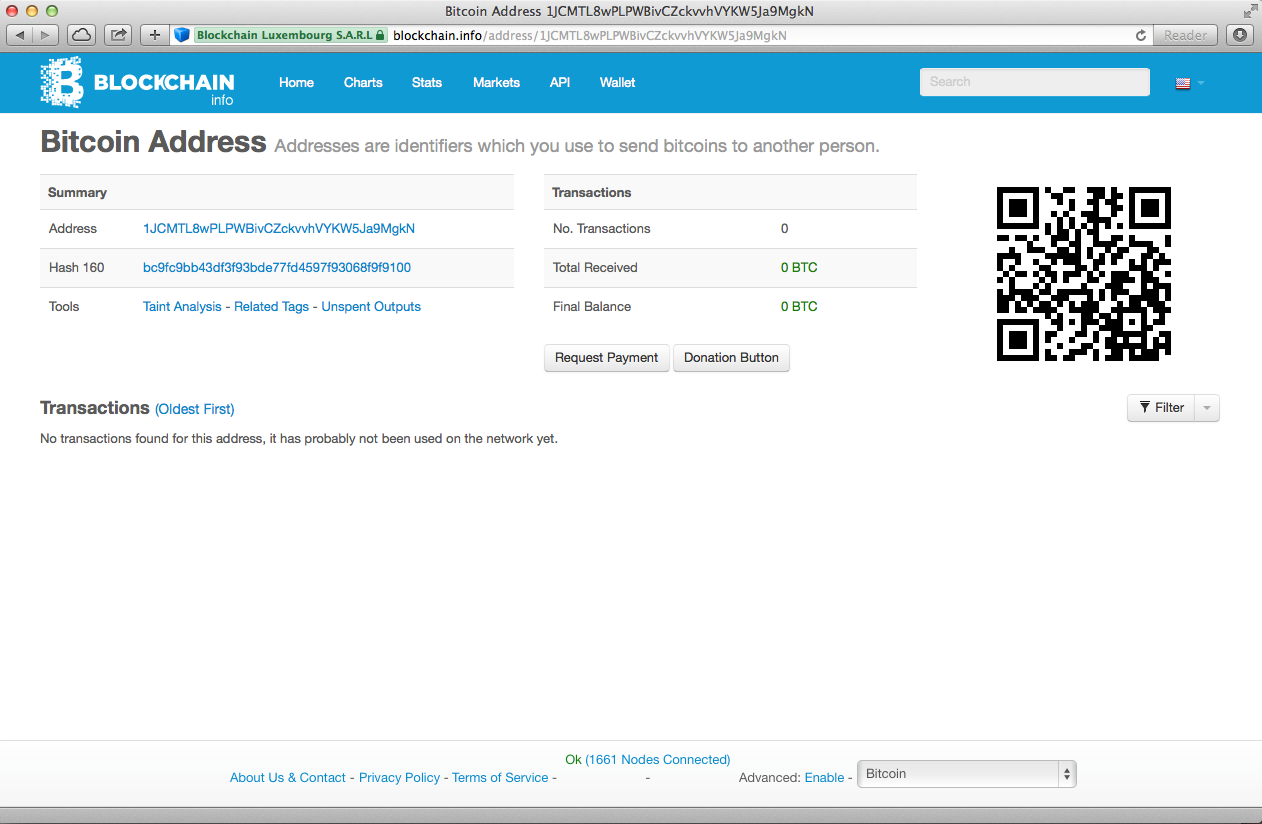 Bitcoin Address 1JCMTL8wPLPWBivCZckvvhVYKW5Ja9MgkN
Blockchain Luxembourg S.A.R.L blockchain.info/address/1JCMTL8wPLPWBivCZckvvhVYKW5Ja9MgkN Reader
BLOCKCHAIN info Home Charts Stats Markets API Wallet Search
Bitcoin Address Addresses are identifiers which you use to send bitcoins to another person.
Summary
Address 1JCMTL8wPLPWBivCZckvvhVYKW5Ja9MgkN
Hash 160 bc9fc9bb43df3f93bde77fd4597f93068f9f9100
Tools Taint Analysis - Related Tags - Unspent Outputs
Transactions
No. Transactions 0
Total Received 0 BTC
Final Balance 0 BTC
Request Payment Donation Button
Transactions (Oldest First) Filter
No transactions found for this address, it has probably not been used on the network yet.
Ok (1661 Nodes Connected)
About Us & Contact - Privacy Policy - Terms of Service - - Advanced: Enable - Bitcoin